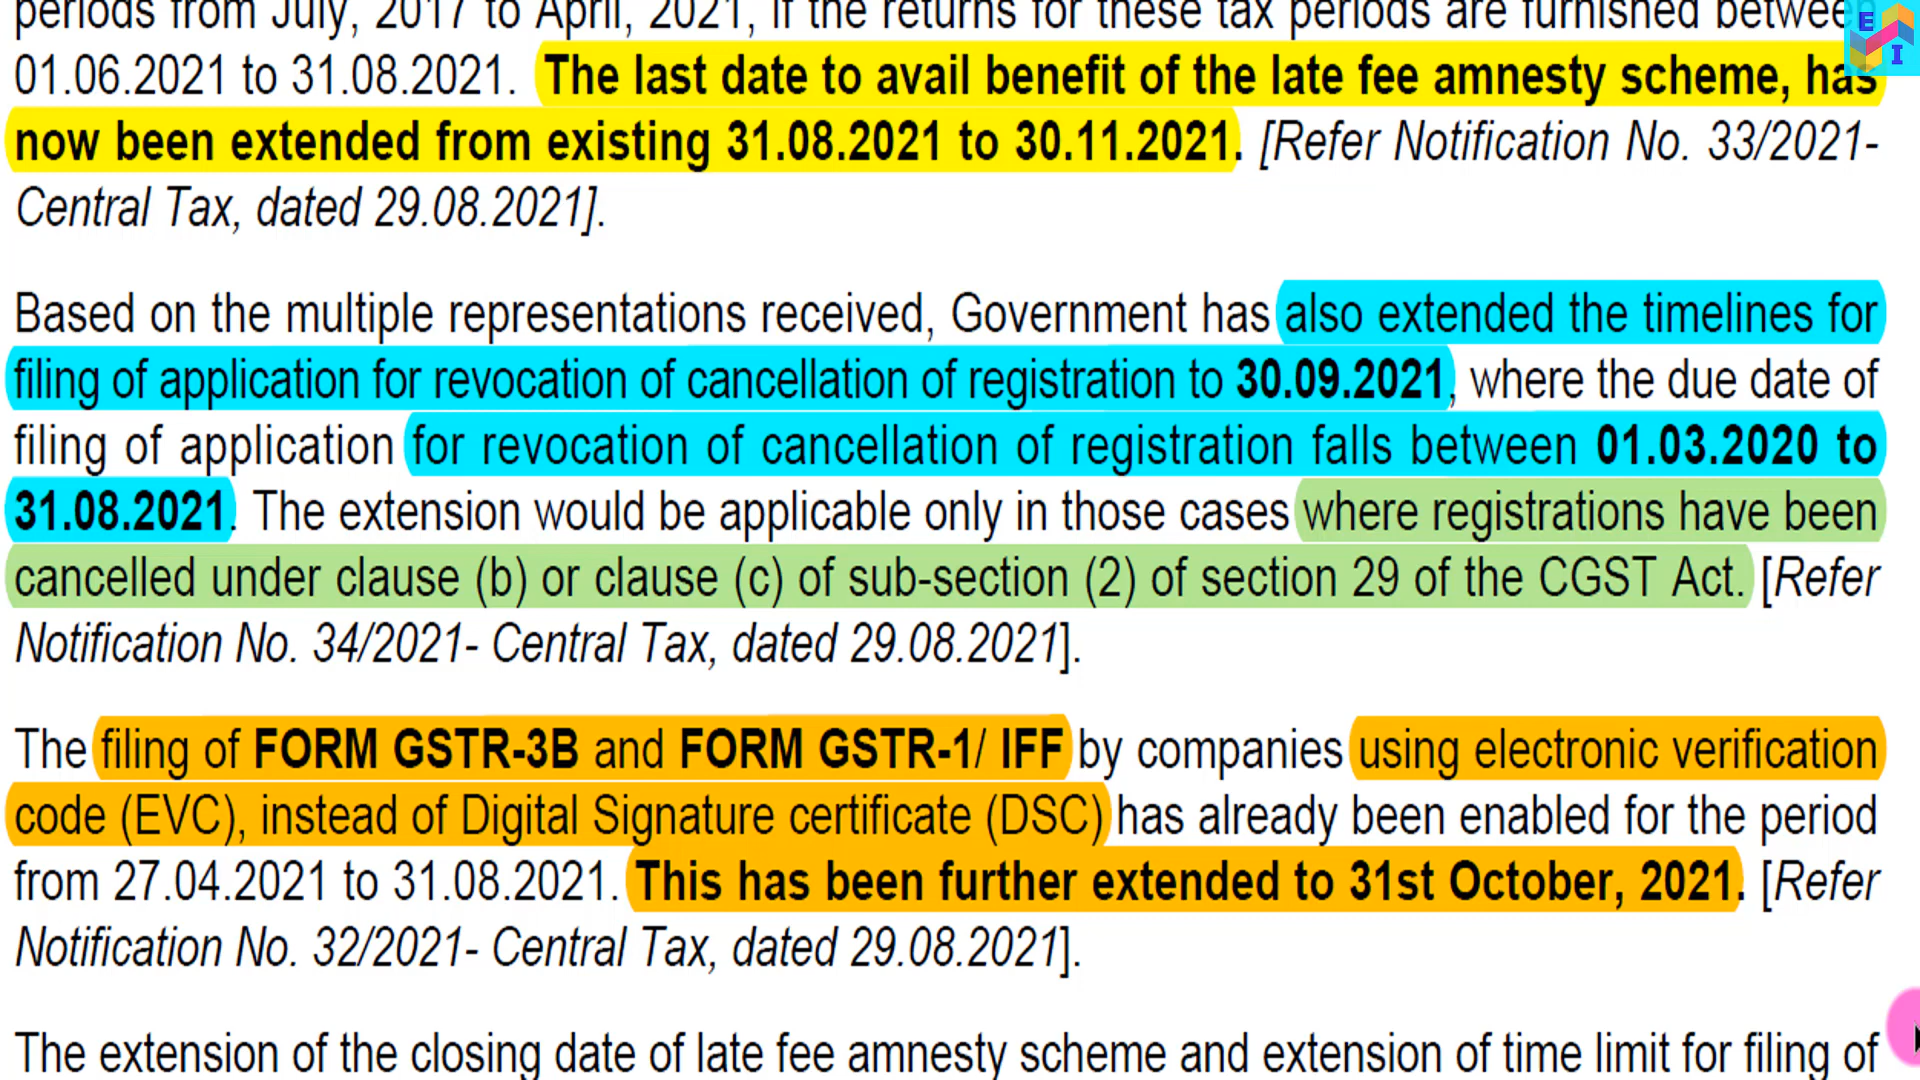 periods from July, 2017 to April, 2021, if the returns for these tax periods are furnished between
01.06.2021 to 31.08.2021. The last date to avail benefit of the late fee amnesty scheme, has
now been extended from existing 31.08.2021 to 30.11.2021. [Refer Notification No. 33/2021-
Central Tax, dated 29.08.2021].
Based on the multiple representations received, Government has also extended the timelines for
filing of application for revocation of cancellation of registration to 30.09.2021, where the due date of
filing of application for revocation of cancellation of registration falls between 01.03.2020 to
31.08.2021. The extension would be applicable only in those cases where registrations have been
cancelled under clause (b) or clause (c) of sub-section (2) of section 29 of the CGST Act. [Refer
Notification No. 34/2021- Central Tax, dated 29.08.2021].
The filing of FORM GSTR-3B and FORM GSTR-1/ IFF by companies using electronic verification
code (EVC), instead of Digital Signature certificate (DSC) has already been enabled for the period
from 27.04.2021 to 31.08.2021. This has been further extended to 31st October, 2021. [Refer
Notification No. 32/2021- Central Tax, dated 29.08.2021].
The extension of the closing date of late fee amnesty scheme and extension of time limit for filing of
E
I